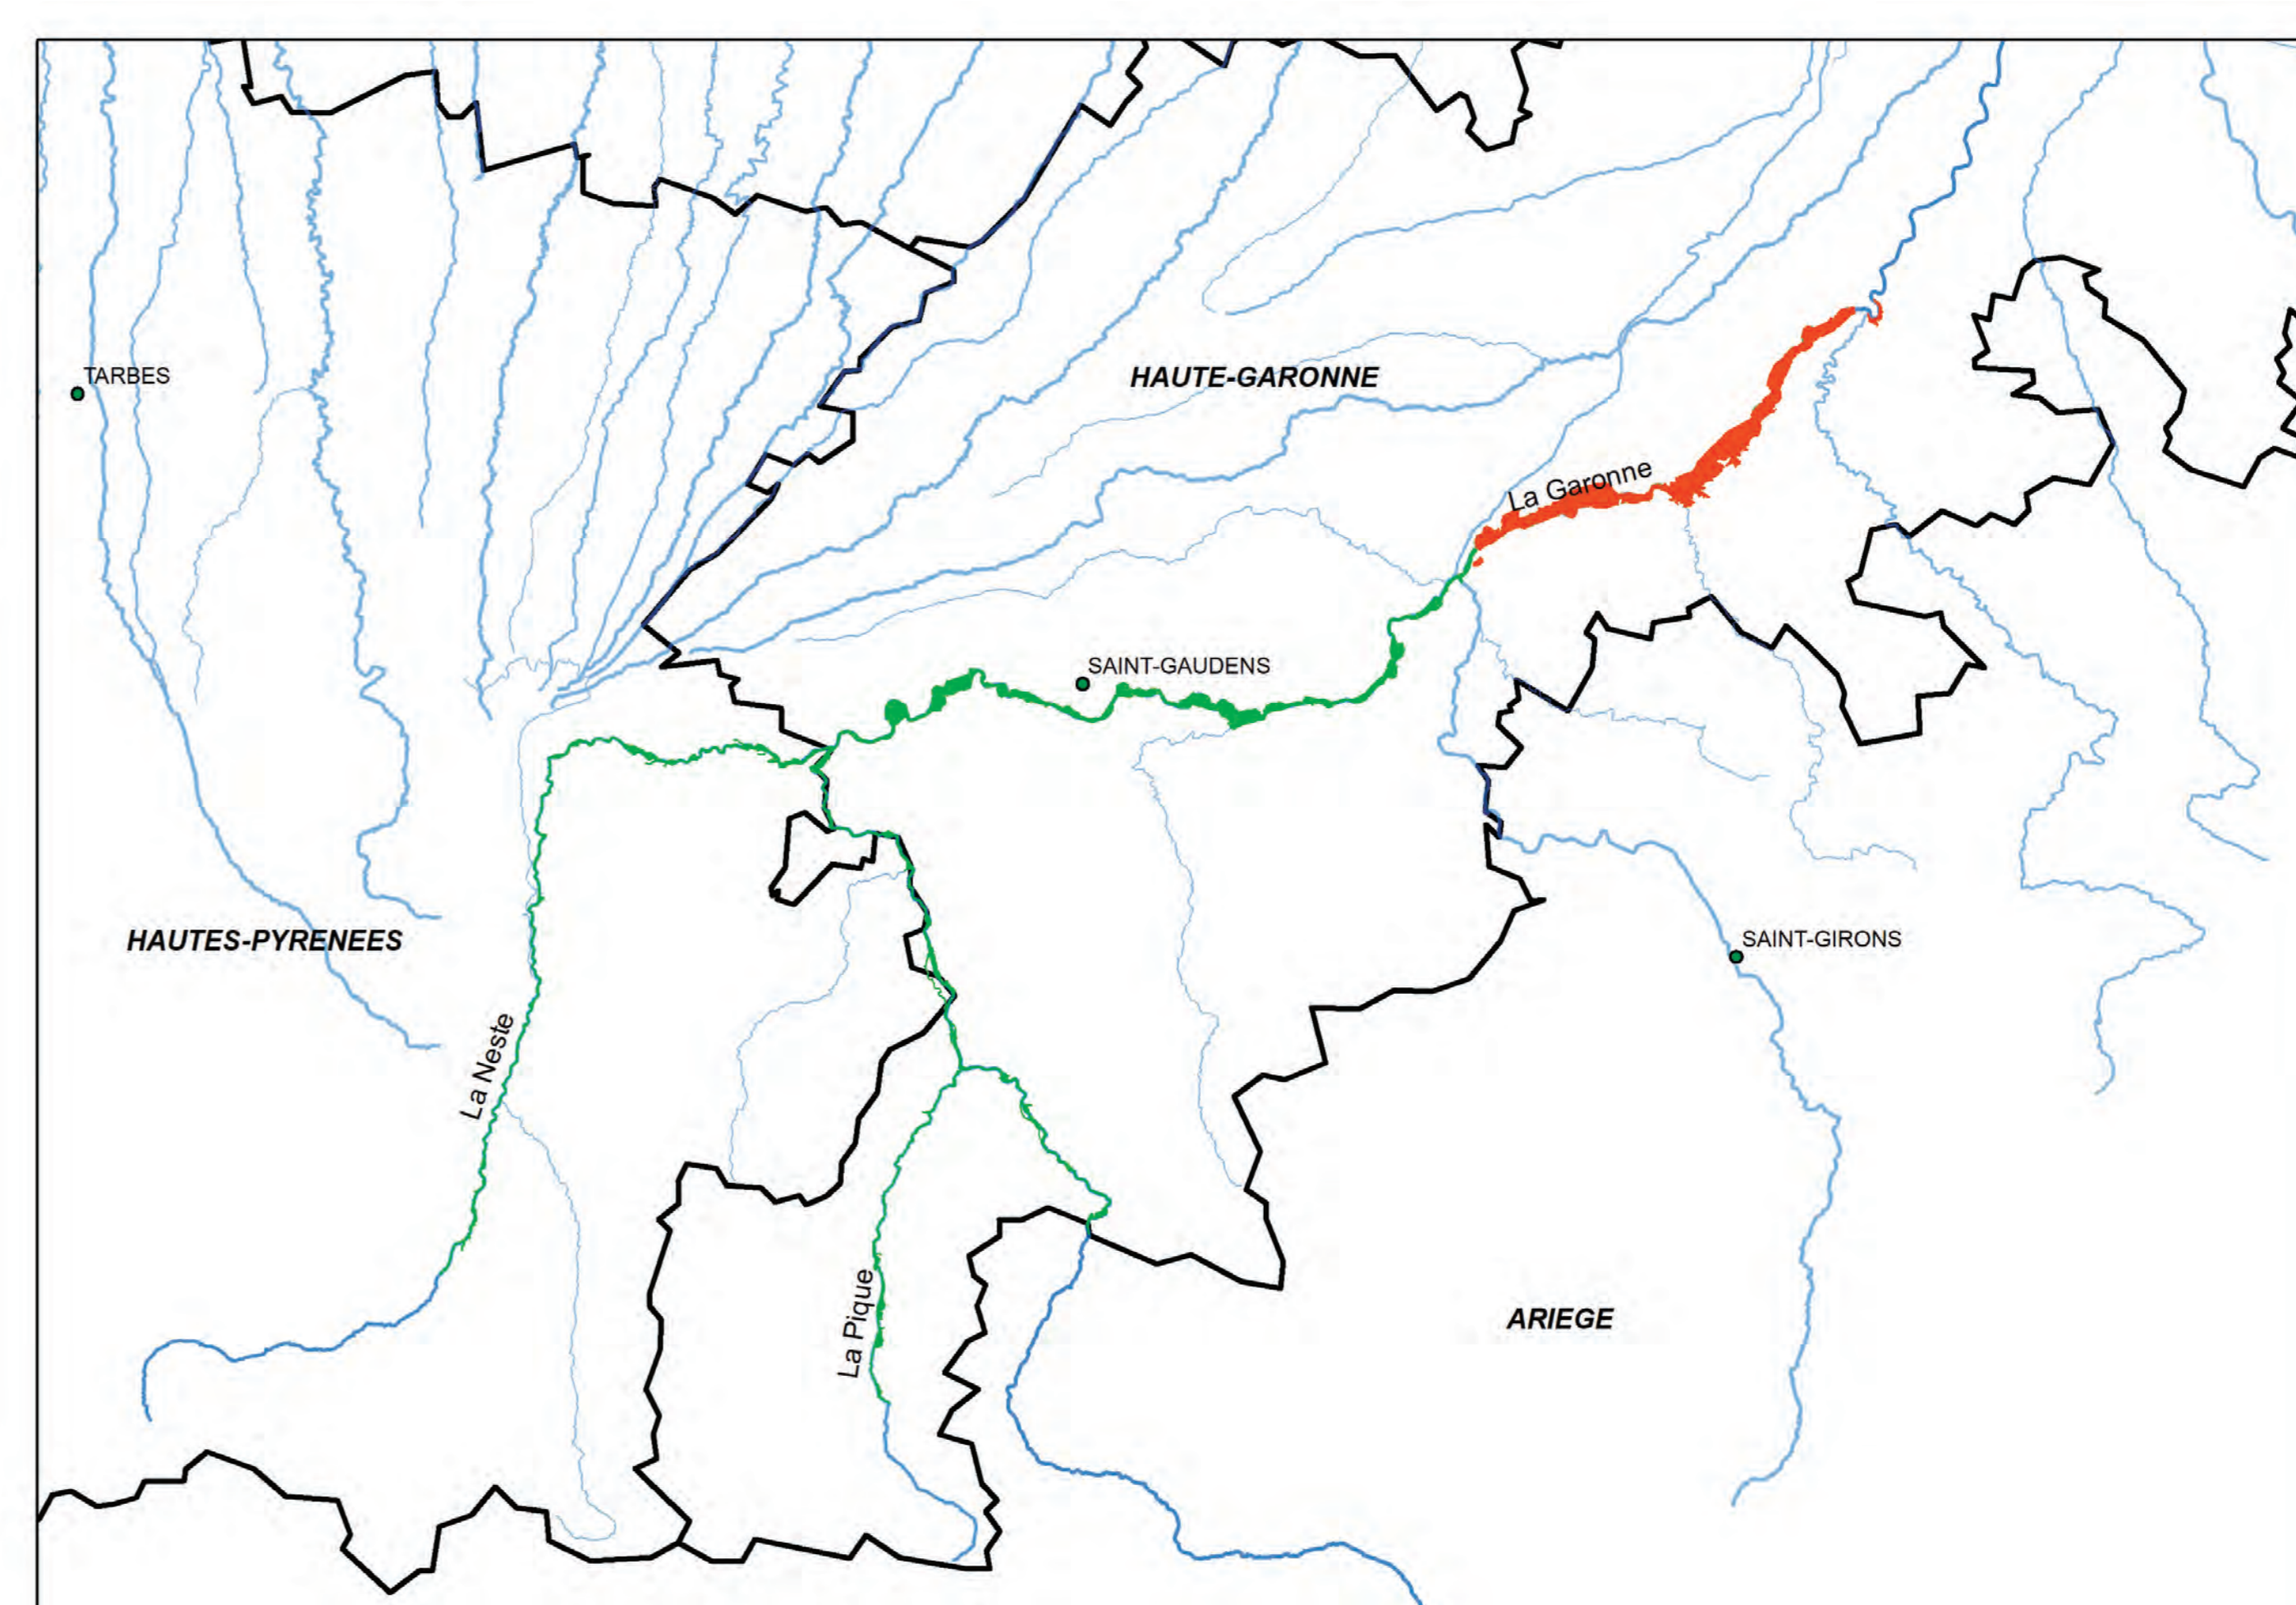 TARBES
HAUTE-GARONNE
La Garonne
SAINT-GAUDENS
HAUTES-PYRENEES
SAINT-GIRONS
La Neste
La Pique
ARIEGE